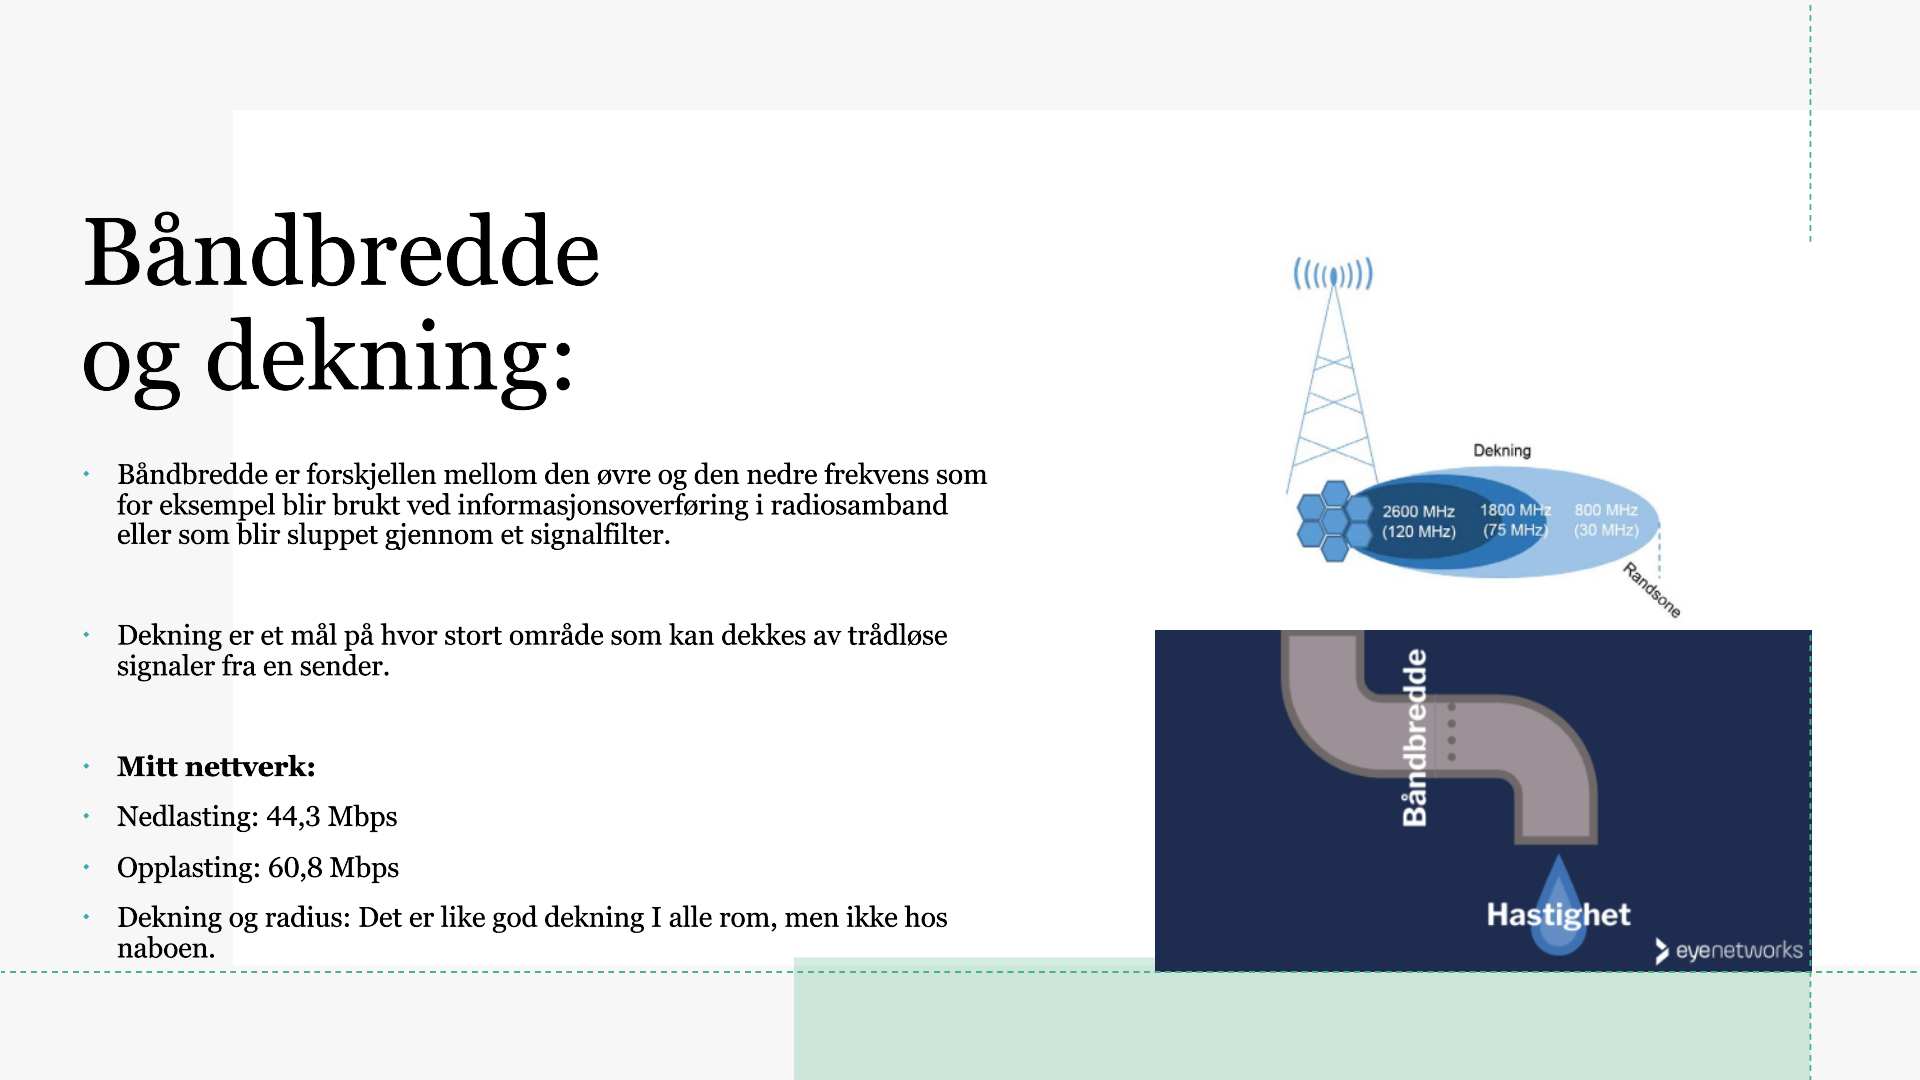 Båndbredde
og dekning:
Båndbredde er forskjellen mellom den øvre og den nedre frekvens som
for eksempel blir brukt ved informasjonsoverføring i radiosamband
eller som blir sluppet gjennom et signalfilter.
Dekning er et mål på hvor stort område som kan dekkes av trådløse
signaler fra en sender.
Mitt nettverk:
Nedlasting: 44,3 Mbps
Opplasting: 60,8 Mbps
Dekning og radius: Det er like god dekning I alle rom, men ikke hos
naboen.
Dekning
2600 MHz
(120 MHz)
1800 MHz
(75 MHz)
800 MHz
(30 MHz)
Randsone
Båndbredde
Hastighet
eyenetworks